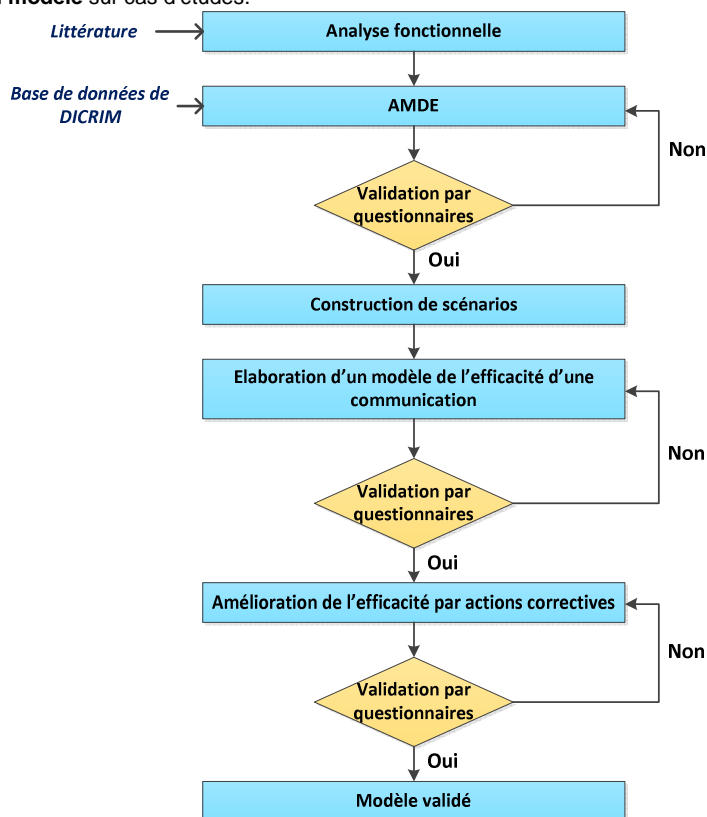 modèle sur cas d'études.
Littérature
Analyse fonctionnelle
Base de données de
DICRIM
AMDE
Non
Validation par
questionnaires
Oui
Construction de scénarios
Elaboration d'un modèle de l'efficacité d'une
communication
Non
Validation par
questionnaires
Oui
Amélioration de l'efficacité par actions correctives
Non
Validation par
questionnaires
Oui
Modèle validé